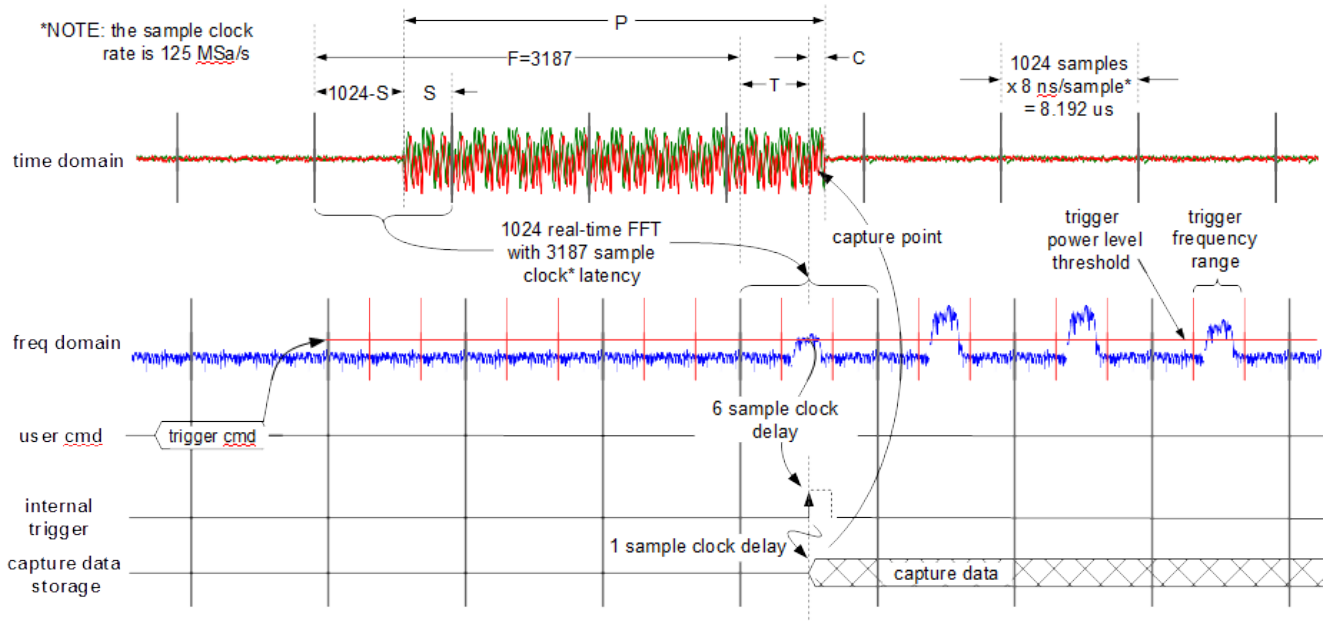 *NOTE: the sample clock
rate is 125 MSa/s
P
F=3187
C
T
1024-S
S
1024 samples
x 8 ns/sample*
= 8.192 us
time domain
1024 real-time FFT
with 3187 sample
clock* latency
capture point
trigger
power level
threshold
trigger
frequency
range
freq domain
6 sample clock
delay
user cmd
trigger cmd
internal
trigger
1 sample clock delay
capture data
storage
capture data